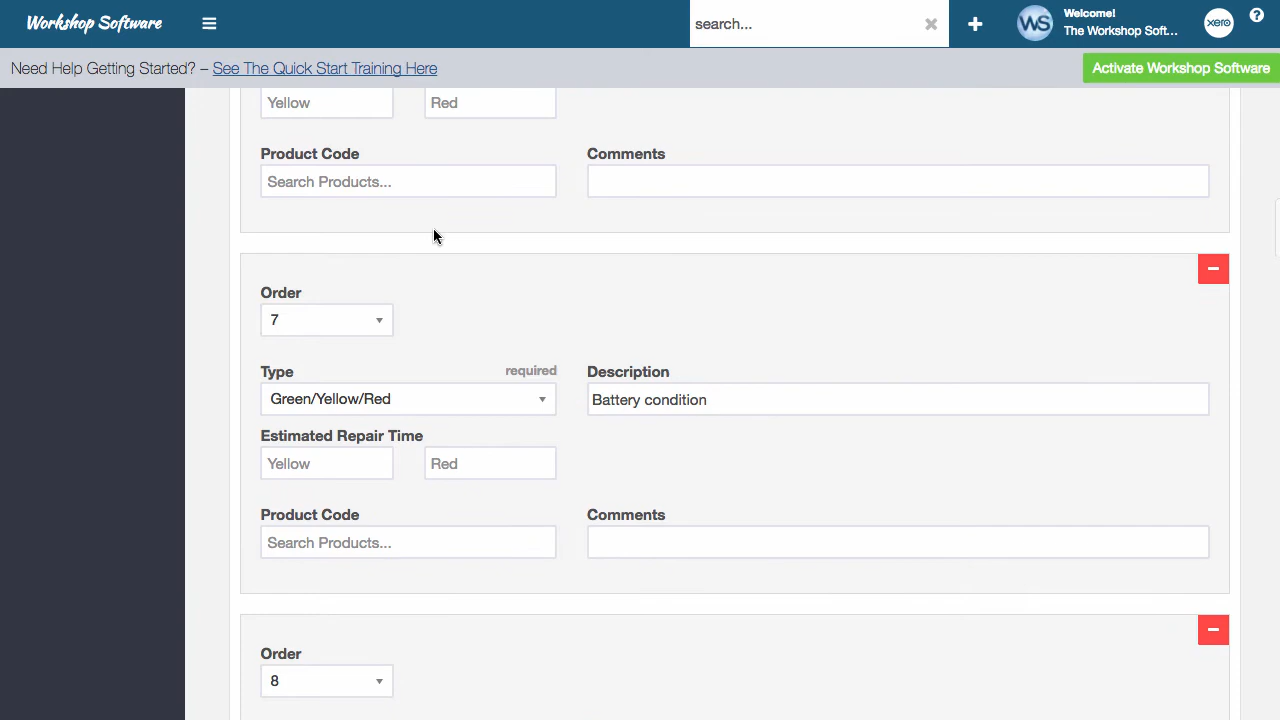 Workshop Software
search...
WS
Welcome!
The Workshop Soft...
xero
?
Need Help Getting Started? – See The Quick Start Training Here
Activate Workshop Software
Yellow
Red
Product Code
Comments
Search Products...
Order
7
Type
required
Description
Green/Yellow/Red
Battery condition
Estimated Repair Time
Yellow
Red
Product Code
Comments
Search Products...
Order
8